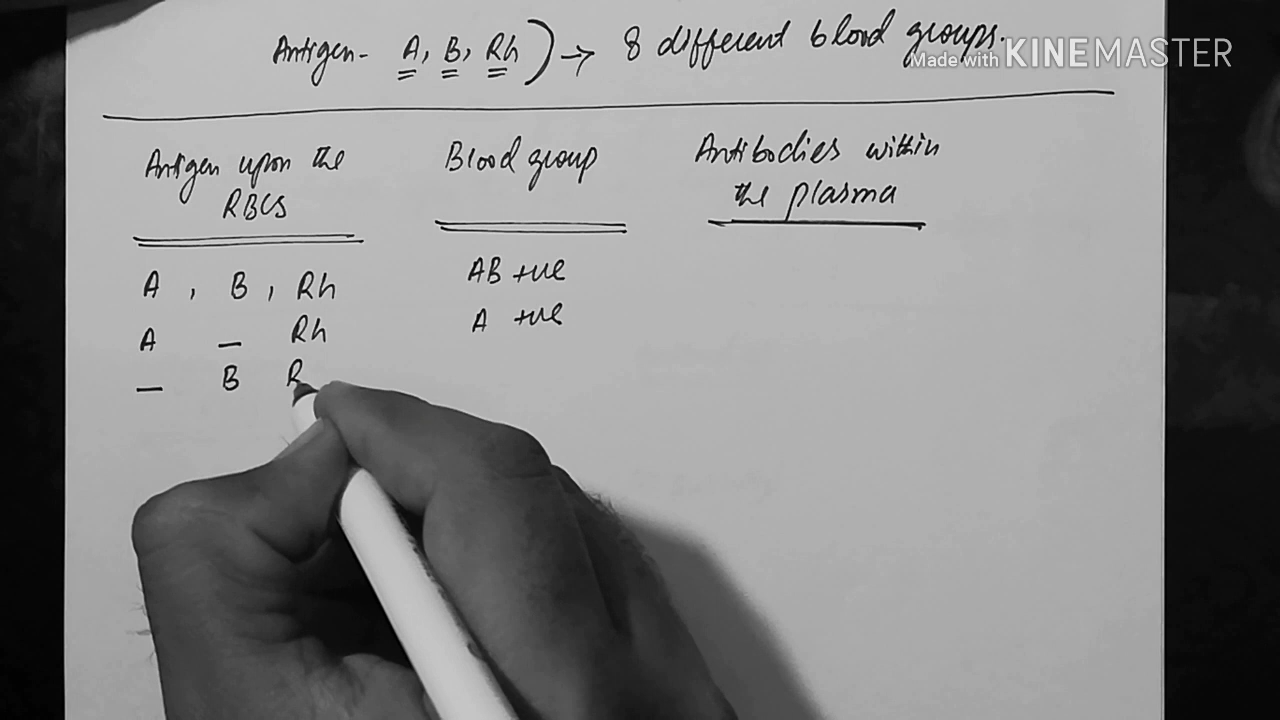 Antigen- A, B, Rh) → 8 different blood groups.
Made with KINEMASTER
Antigen upon the RBCS
Blood group
Antibodies within the plasma
A , B , Rh AB +ve
A — Rh A +ve
— B R